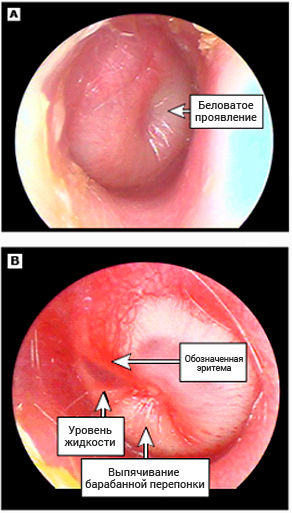 A
Беловатое
проявление
B
Обозначенная
эритема
Уровень
жидкости
Выпячивание
барабанной перепонки